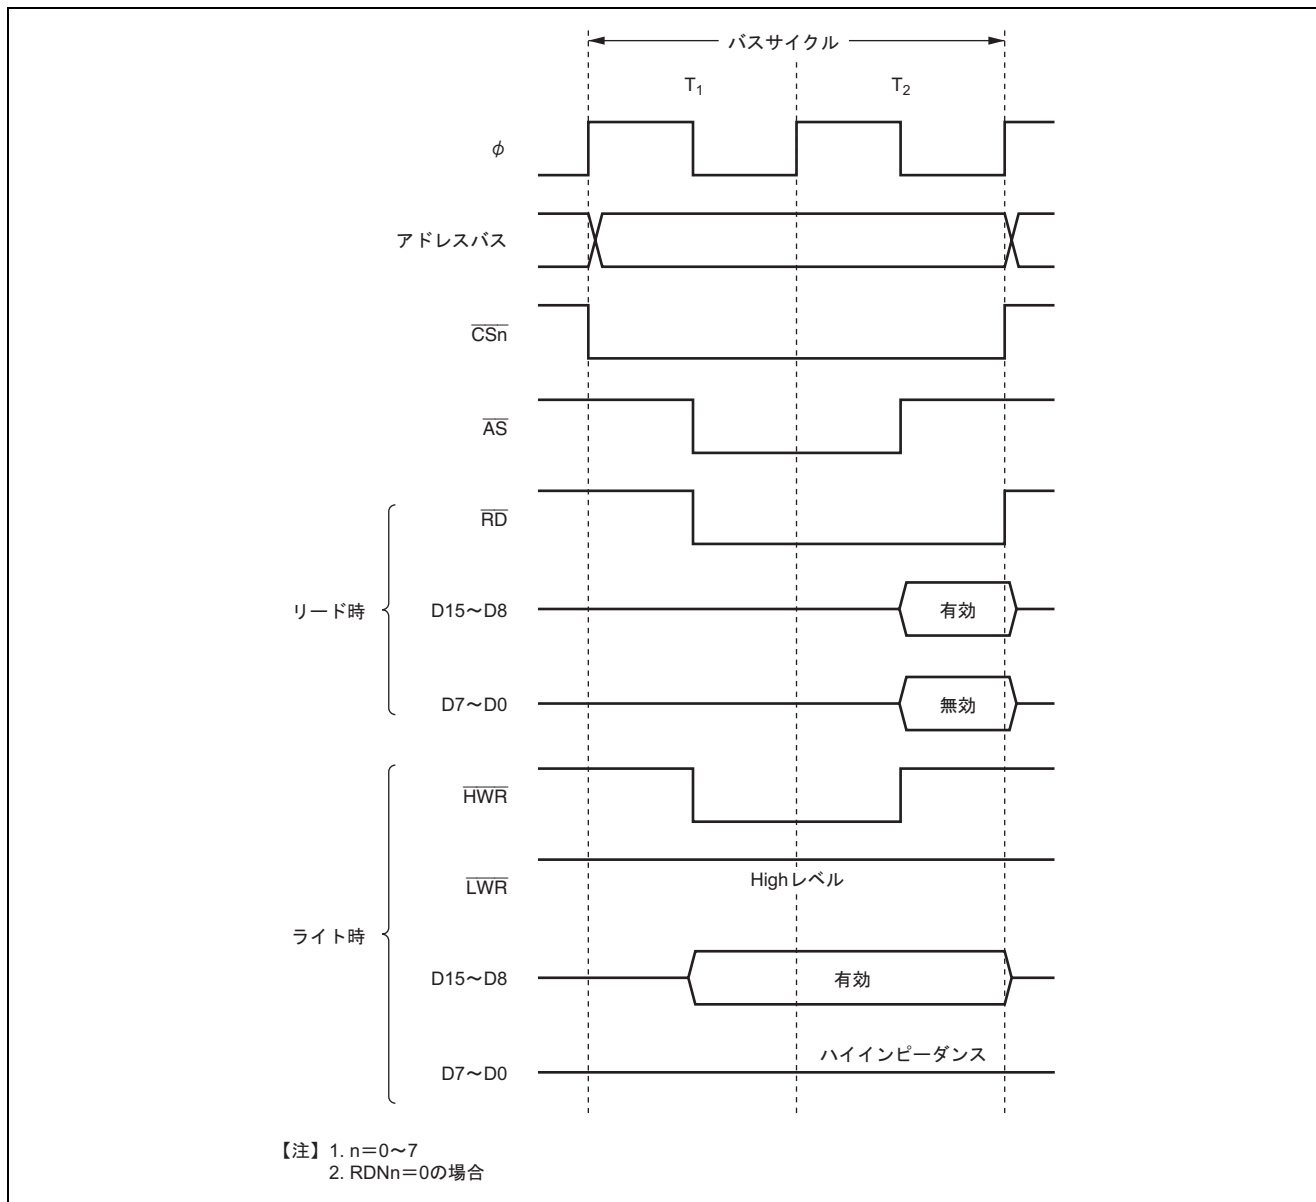 バスサイクル
T1 T2
φ
アドレスバス
CSn
AS
RD
リード時
D15～D8 有効
D7～D0 無効
HWR
LWR Highレベル
ライト時
D15～D8 有効
D7～D0 ハイインピーダンス
【注】1. n＝0～7
2. RDNn＝0の場合